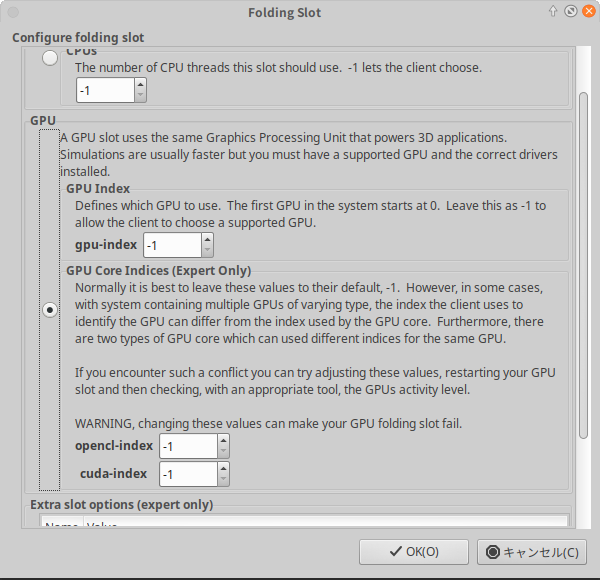 Folding Slot
Configure folding slot
CPUs
The number of CPU threads this slot should use.  -1 lets the client choose.
-1
GPU
A GPU slot uses the same Graphics Processing Unit that powers 3D applications.
Simulations are usually faster but you must have a supported GPU and the correct drivers
installed.
GPU Index
Defines which GPU to use.  The first GPU in the system starts at 0.  Leave this as -1 to
allow the client to choose a supported GPU.
gpu-index -1
GPU Core Indices (Expert Only)
Normally it is best to leave these values to their default, -1.  However, in some cases,
with system containing multiple GPUs of varying type, the index the client uses to
identify the GPU can differ from the index used by the GPU core.  Furthermore, there
are two types of GPU core which can used different indices for the same GPU.
If you encounter such a conflict you can try adjusting these values, restarting your GPU
slot and then checking, with an appropriate tool, the GPUs activity level.
WARNING, changing these values can make your GPU folding slot fail.
opencl-index -1
cuda-index -1
Extra slot options (expert only)
Name Value
OK(O) キャンセル(C)